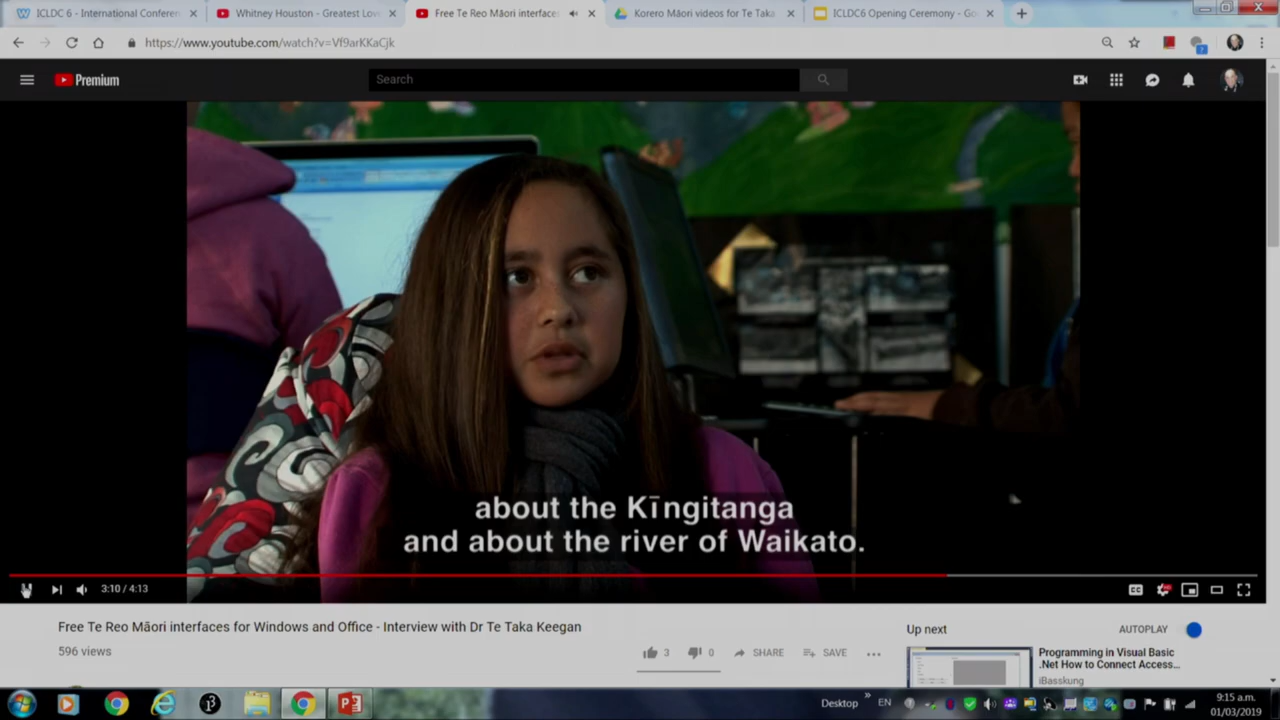 ICLDC 6 - International Conferen
Whitney Houston - Greatest Lov
Free Te Reo Māori interfaces
Korero Māori videos for Te Taka
ICLDC6 Opening Ceremony - Go
https://www.youtube.com/watch?v=Vf9arKKaCjk
Premium
Search
about the Kīngitanga
and about the river of Waikato.
3:10 / 4:13
Free Te Reo Māori interfaces for Windows and Office - Interview with Dr Te Taka Keegan
596 views
3
0
SHARE
SAVE
Up next
AUTOPLAY
Programming in Visual Basic
.Net How to Connect Access...
iBasskung
Desktop
EN
9:15 a.m.
01/03/2019